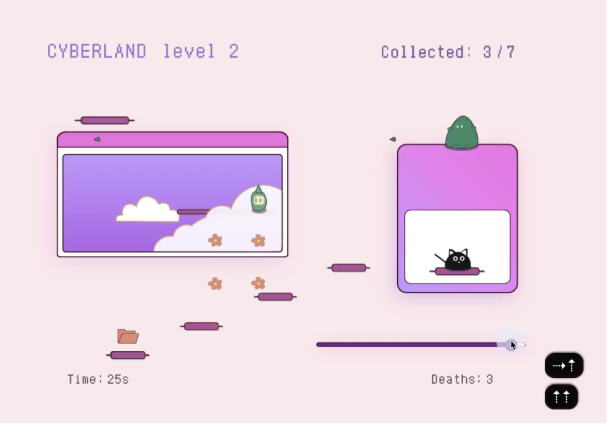 CYBERLAND level 2
Collected: 3/7
Time: 25s
Deaths: 3
→↑
↑↑